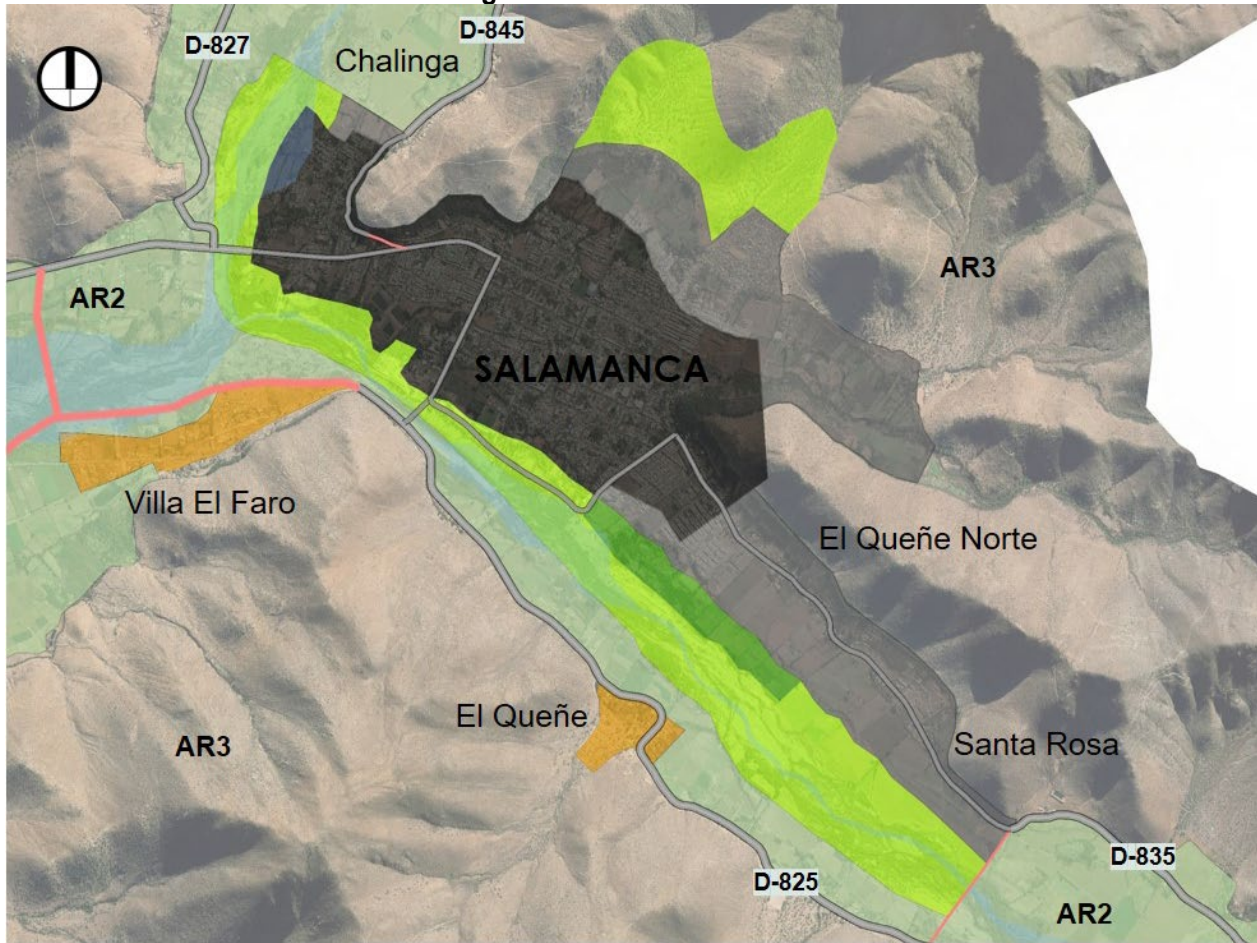 D-827
D-845
Chalinga
AR3
AR2
SALAMANCA
Villa El Faro
El Queñe Norte
El Queñe
AR3
Santa Rosa
D-825
D-835
AR2